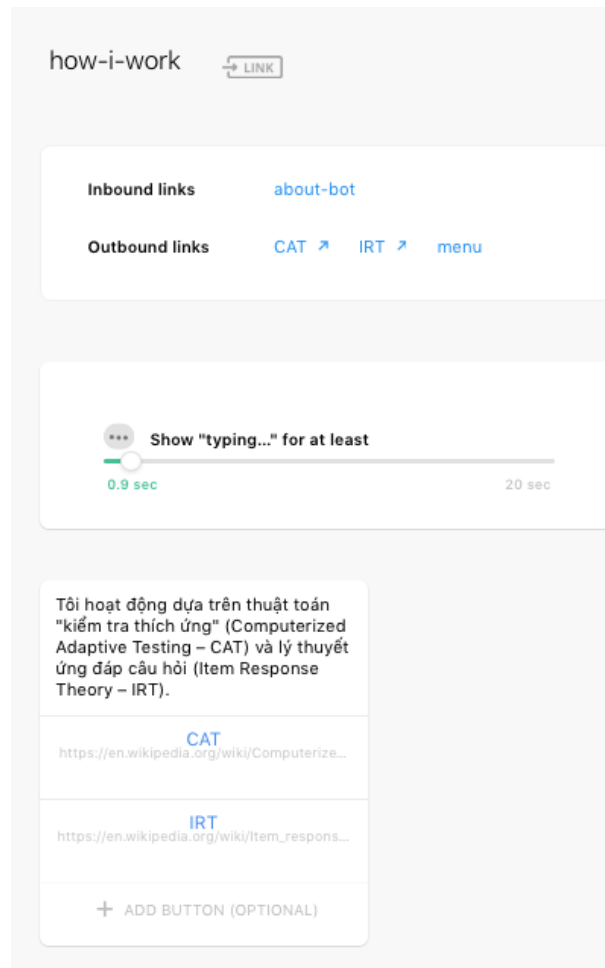 how-i-work
LINK
Inbound links about-bot
Outbound links CAT ↗ IRT ↗ menu
Show "typing..." for at least
0.9 sec 20 sec
Tôi hoạt động dựa trên thuật toán
"kiểm tra thích ứng" (Computerized
Adaptive Testing – CAT) và lý thuyết
ứng đáp câu hỏi (Item Response
Theory – IRT).
CAT
https://en.wikipedia.org/wiki/Computerize...
IRT
https://en.wikipedia.org/wiki/Item_respons...
+ ADD BUTTON (OPTIONAL)